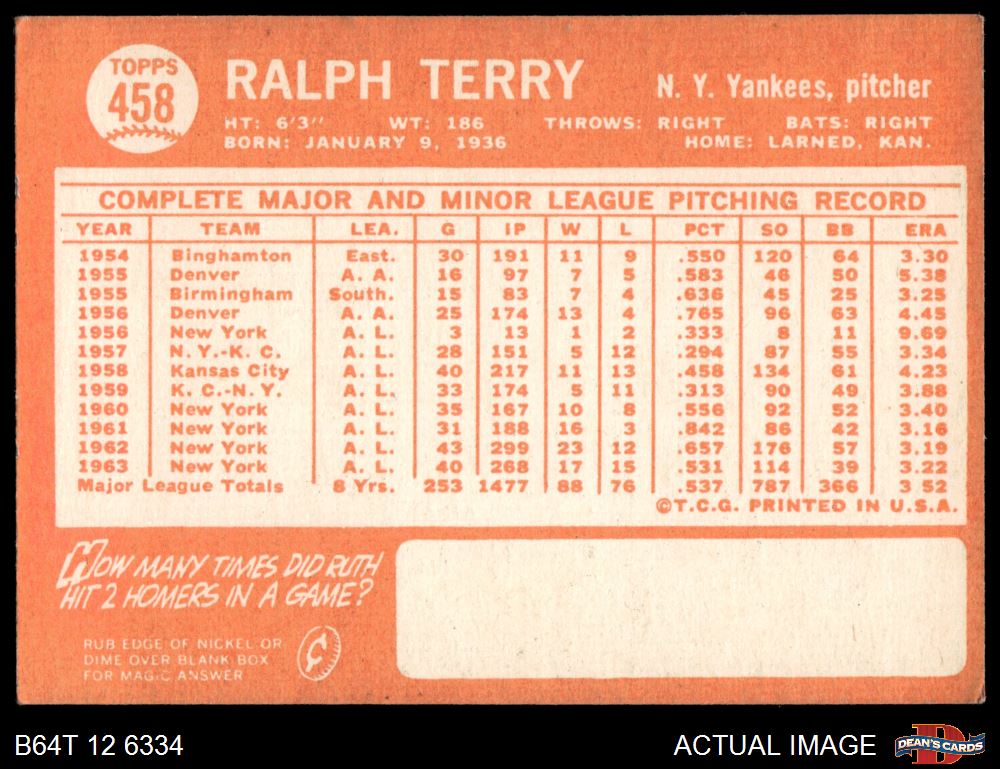 TOPPS
458
RALPH TERRY
N. Y. Yankees, pitcher
HT: 6'3" WT: 186 THROWS: RIGHT BATS: RIGHT
BORN: JANUARY 9, 1936 HOME: LARNED, KAN.
COMPLETE MAJOR AND MINOR LEAGUE PITCHING RECORD
YEAR TEAM LEA. G IP W L PCT SO BB ERA
1954 Binghamton East. 30 191 11 9 .550 120 64 3.30
1955 Denver A. A. 16 97 7 5 .583 46 50 5.38
1955 Birmingham South. 15 83 7 4 .636 45 25 3.25
1956 Denver A. A. 25 174 13 4 .765 96 63 4.45
1956 New York A. L. 3 13 1 2 .333 8 11 9.69
1957 N. Y.-K. C. A. L. 28 151 5 12 .294 87 55 3.34
1958 Kansas City A. L. 40 217 11 13 .458 134 61 4.23
1959 K. C.-N. Y. A. L. 33 174 5 11 .313 90 49 3.88
1960 New York A. L. 35 167 10 8 .556 92 52 3.40
1961 New York A. L. 31 188 16 3 .842 86 42 3.16
1962 New York A. L. 43 299 23 12 .657 176 57 3.19
1963 New York A. L. 40 268 17 15 .531 114 39 3.22
Major League Totals 8 Yrs. 253 1477 88 76 .537 787 366 3 52
©T.C.G. PRINTED IN U.S.A.
HOW MANY TIMES DID RUTH
HIT 2 HOMERS IN A GAME?
RUB EDGE OF NICKEL OR
DIME OVER BLANK BOX
FOR MAGIC ANSWER
¢
B64T 12 6334
ACTUAL IMAGE
D
DEAN'S CARDS